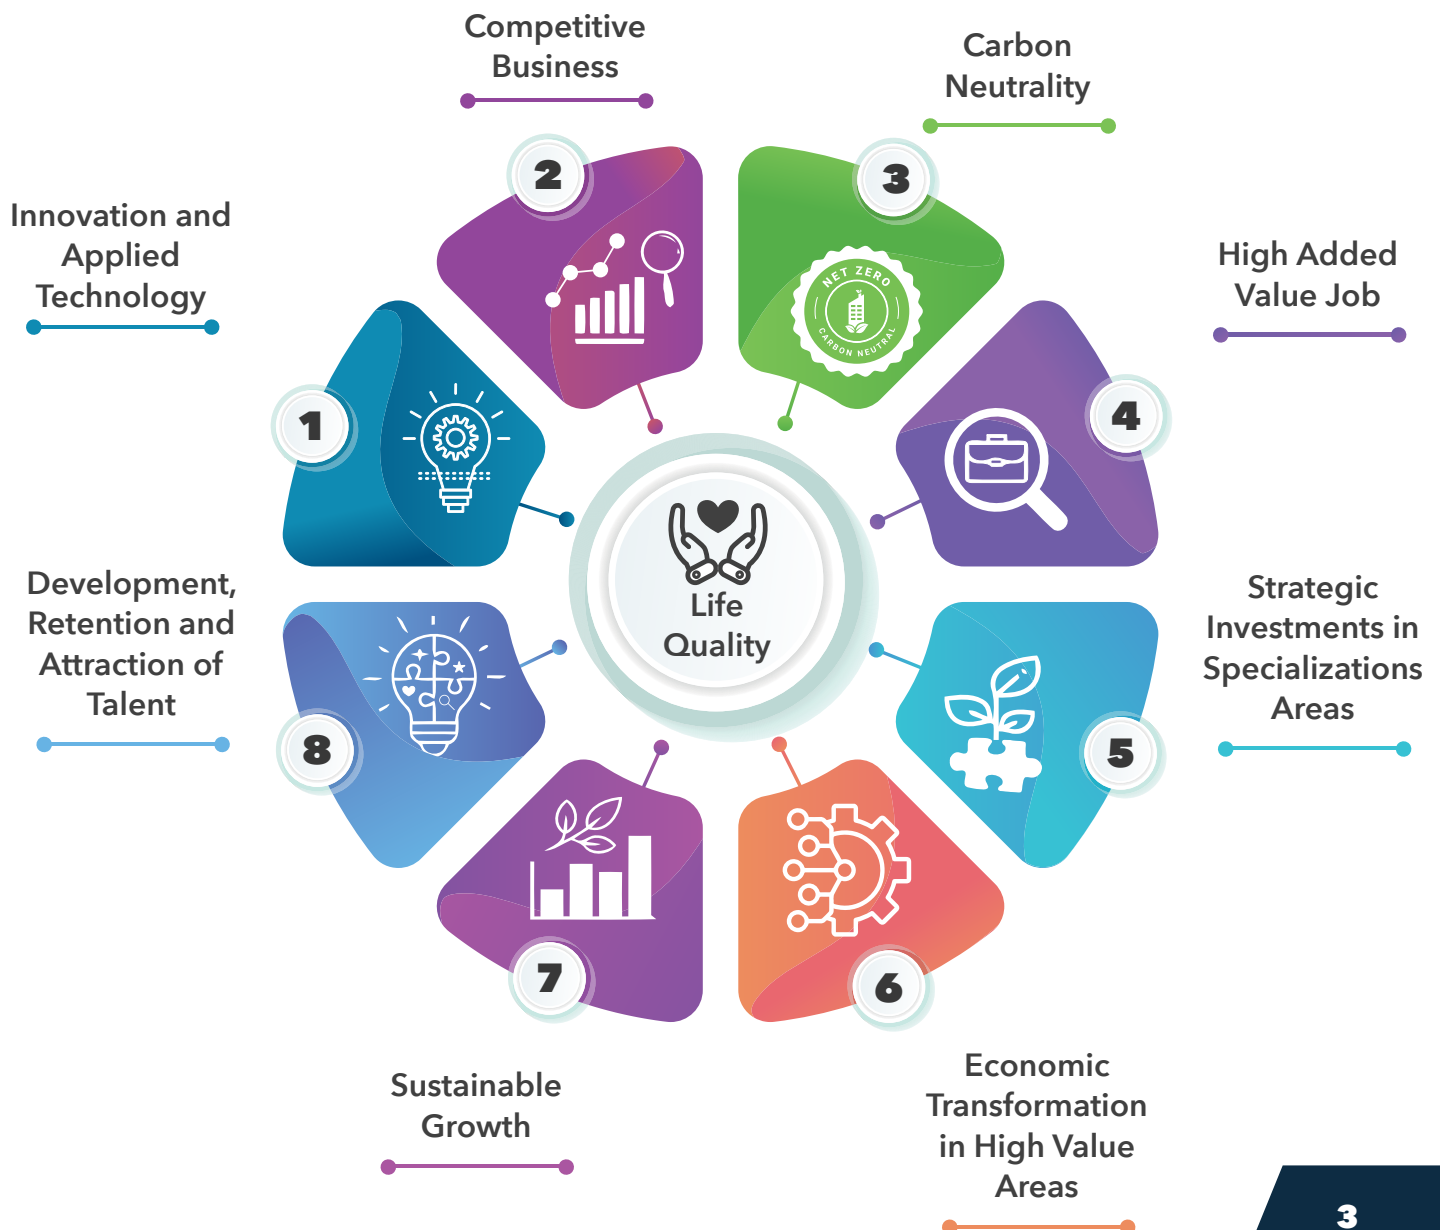 Competitive
Business
Carbon
Neutrality
Innovation and
Applied
Technology
High Added
Value Job
2
3
NET ZERO
CARBON NEUTRAL
1
4
Life
Quality
Development,
Retention and
Attraction of
Talent
Strategic
Investments in
Specializations
Areas
8
5
7
6
Sustainable
Growth
Economic
Transformation
in High Value
Areas
3